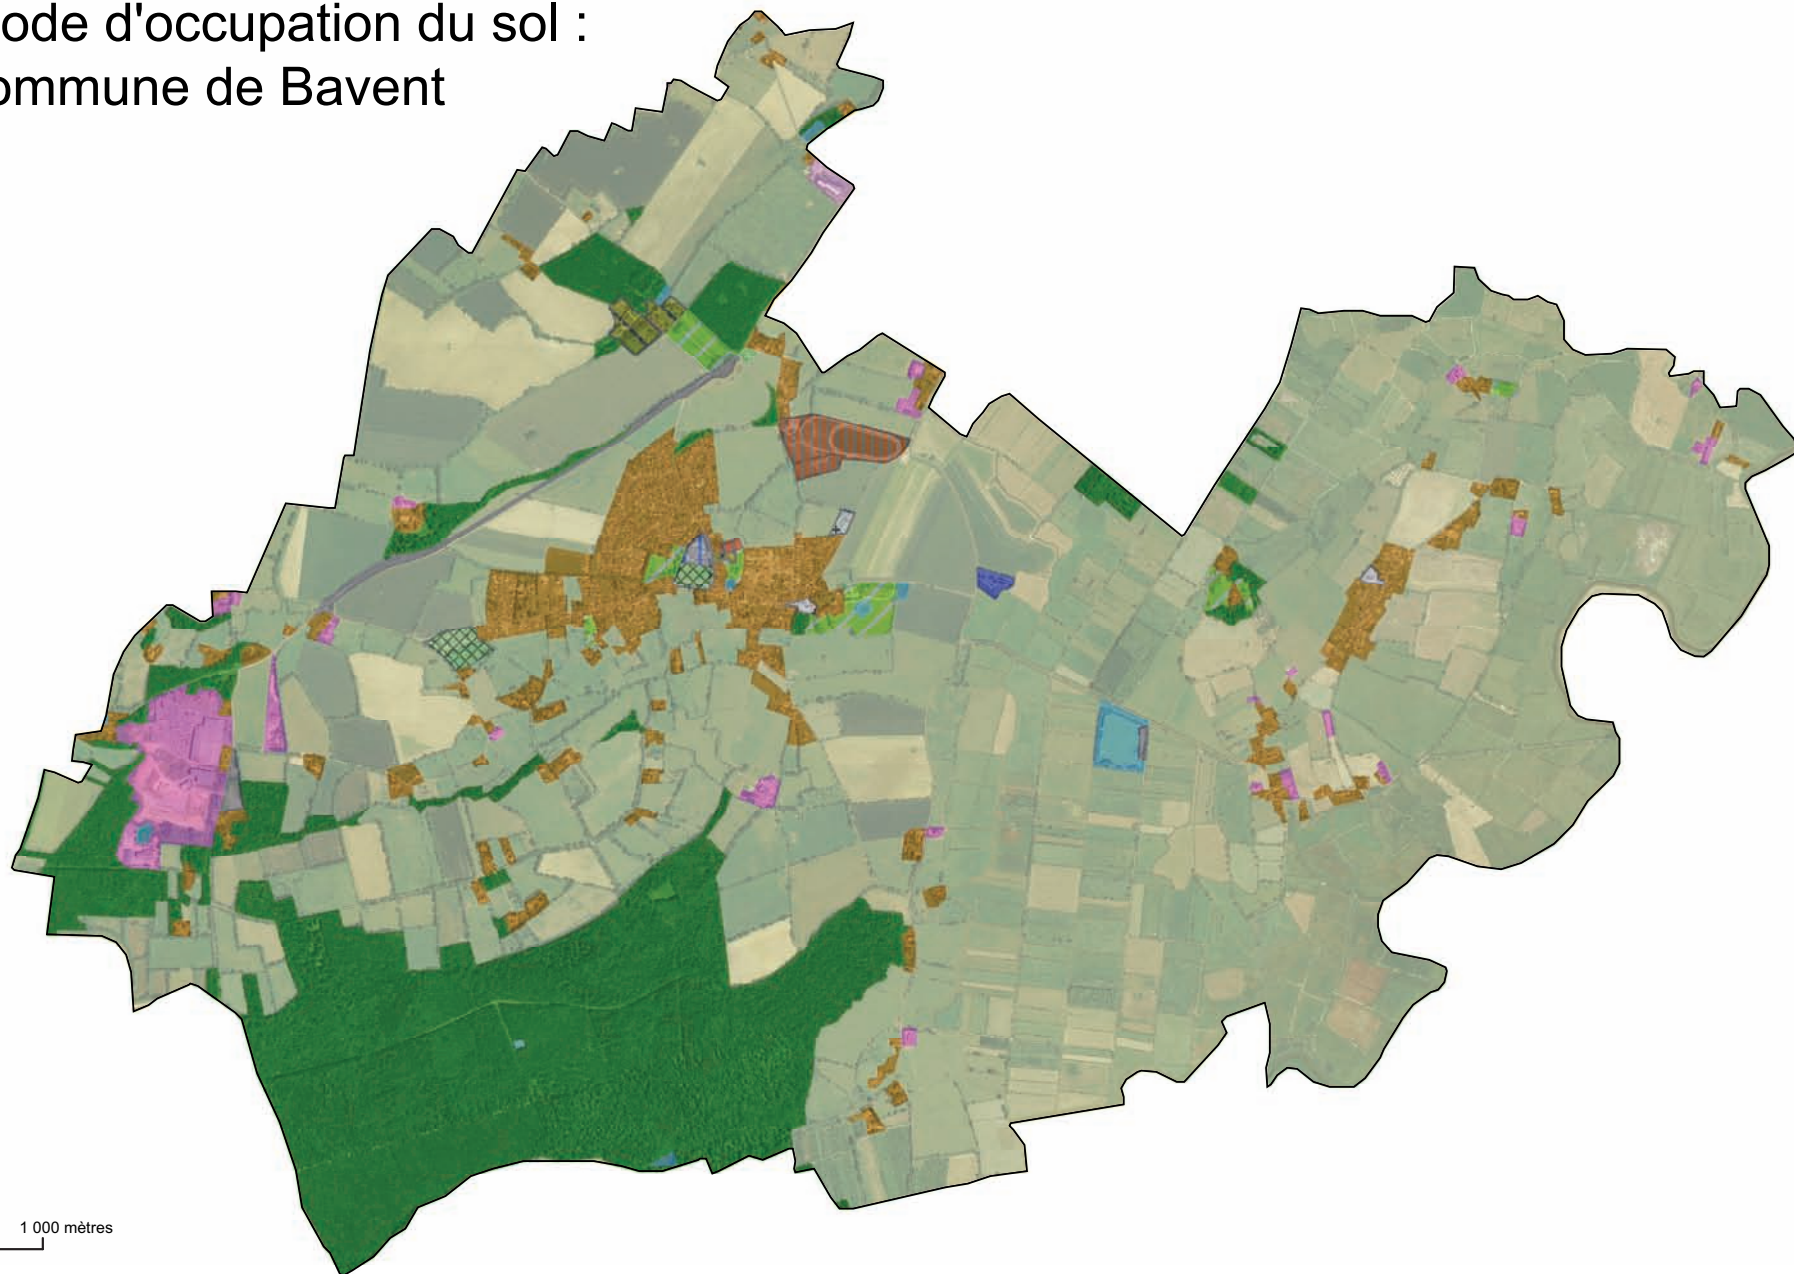 ode d'occupation du sol :
ommune de Bavent
1 000 mètres